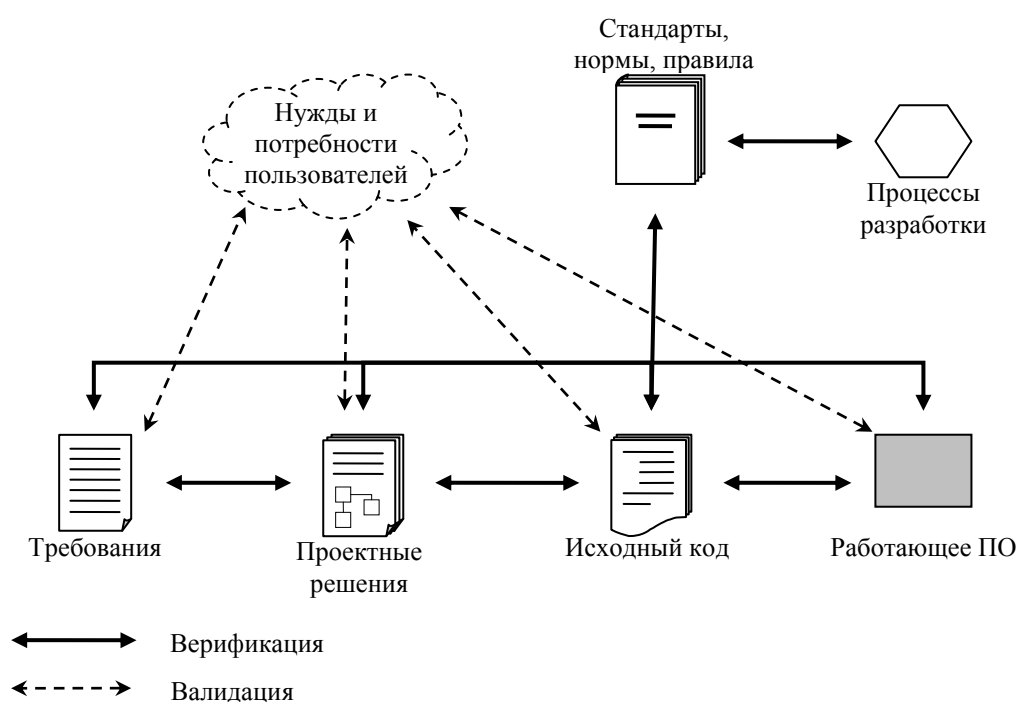 Стандарты,
нормы, правила
Нужды и
потребности
пользователей
Процессы
разработки
Требования
Проектные
решения
Исходный код
Работающее ПО
Верификация
Валидация